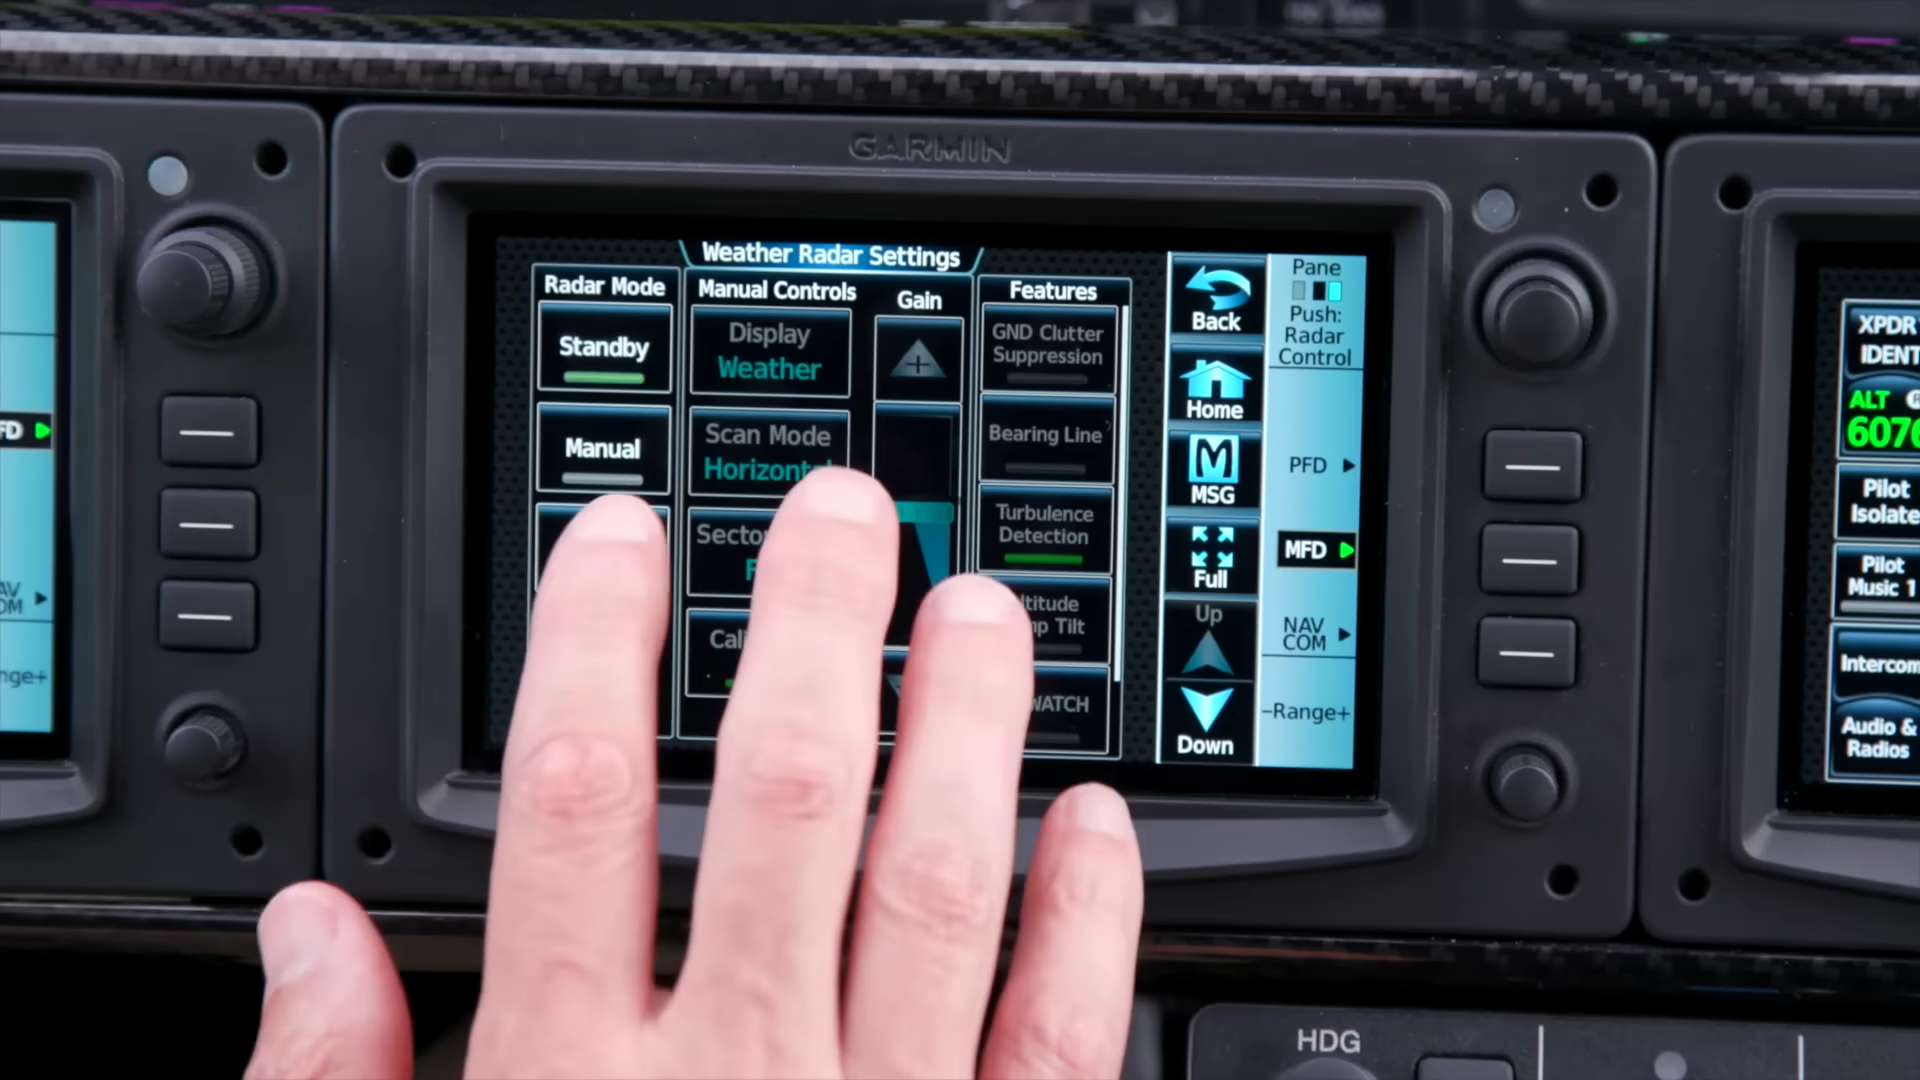 GARMIN
Weather Radar Settings
Radar Mode
Standby
Manual
Manual Controls
Display
Weather
Scan Mode
Gain
Features
GND Clutter
Suppression
Bearing Line
Turbulence
Detection
Back
Home
MSG
Full
Up
Down
Pane
Push:
Radar
Control
PFD
MFD
NAV
COM
-Range+
XPDR
IDENT
ALT
Pilot
Isolate
Pilot
Music 1
Intercom
Audio &
Radios
HDG